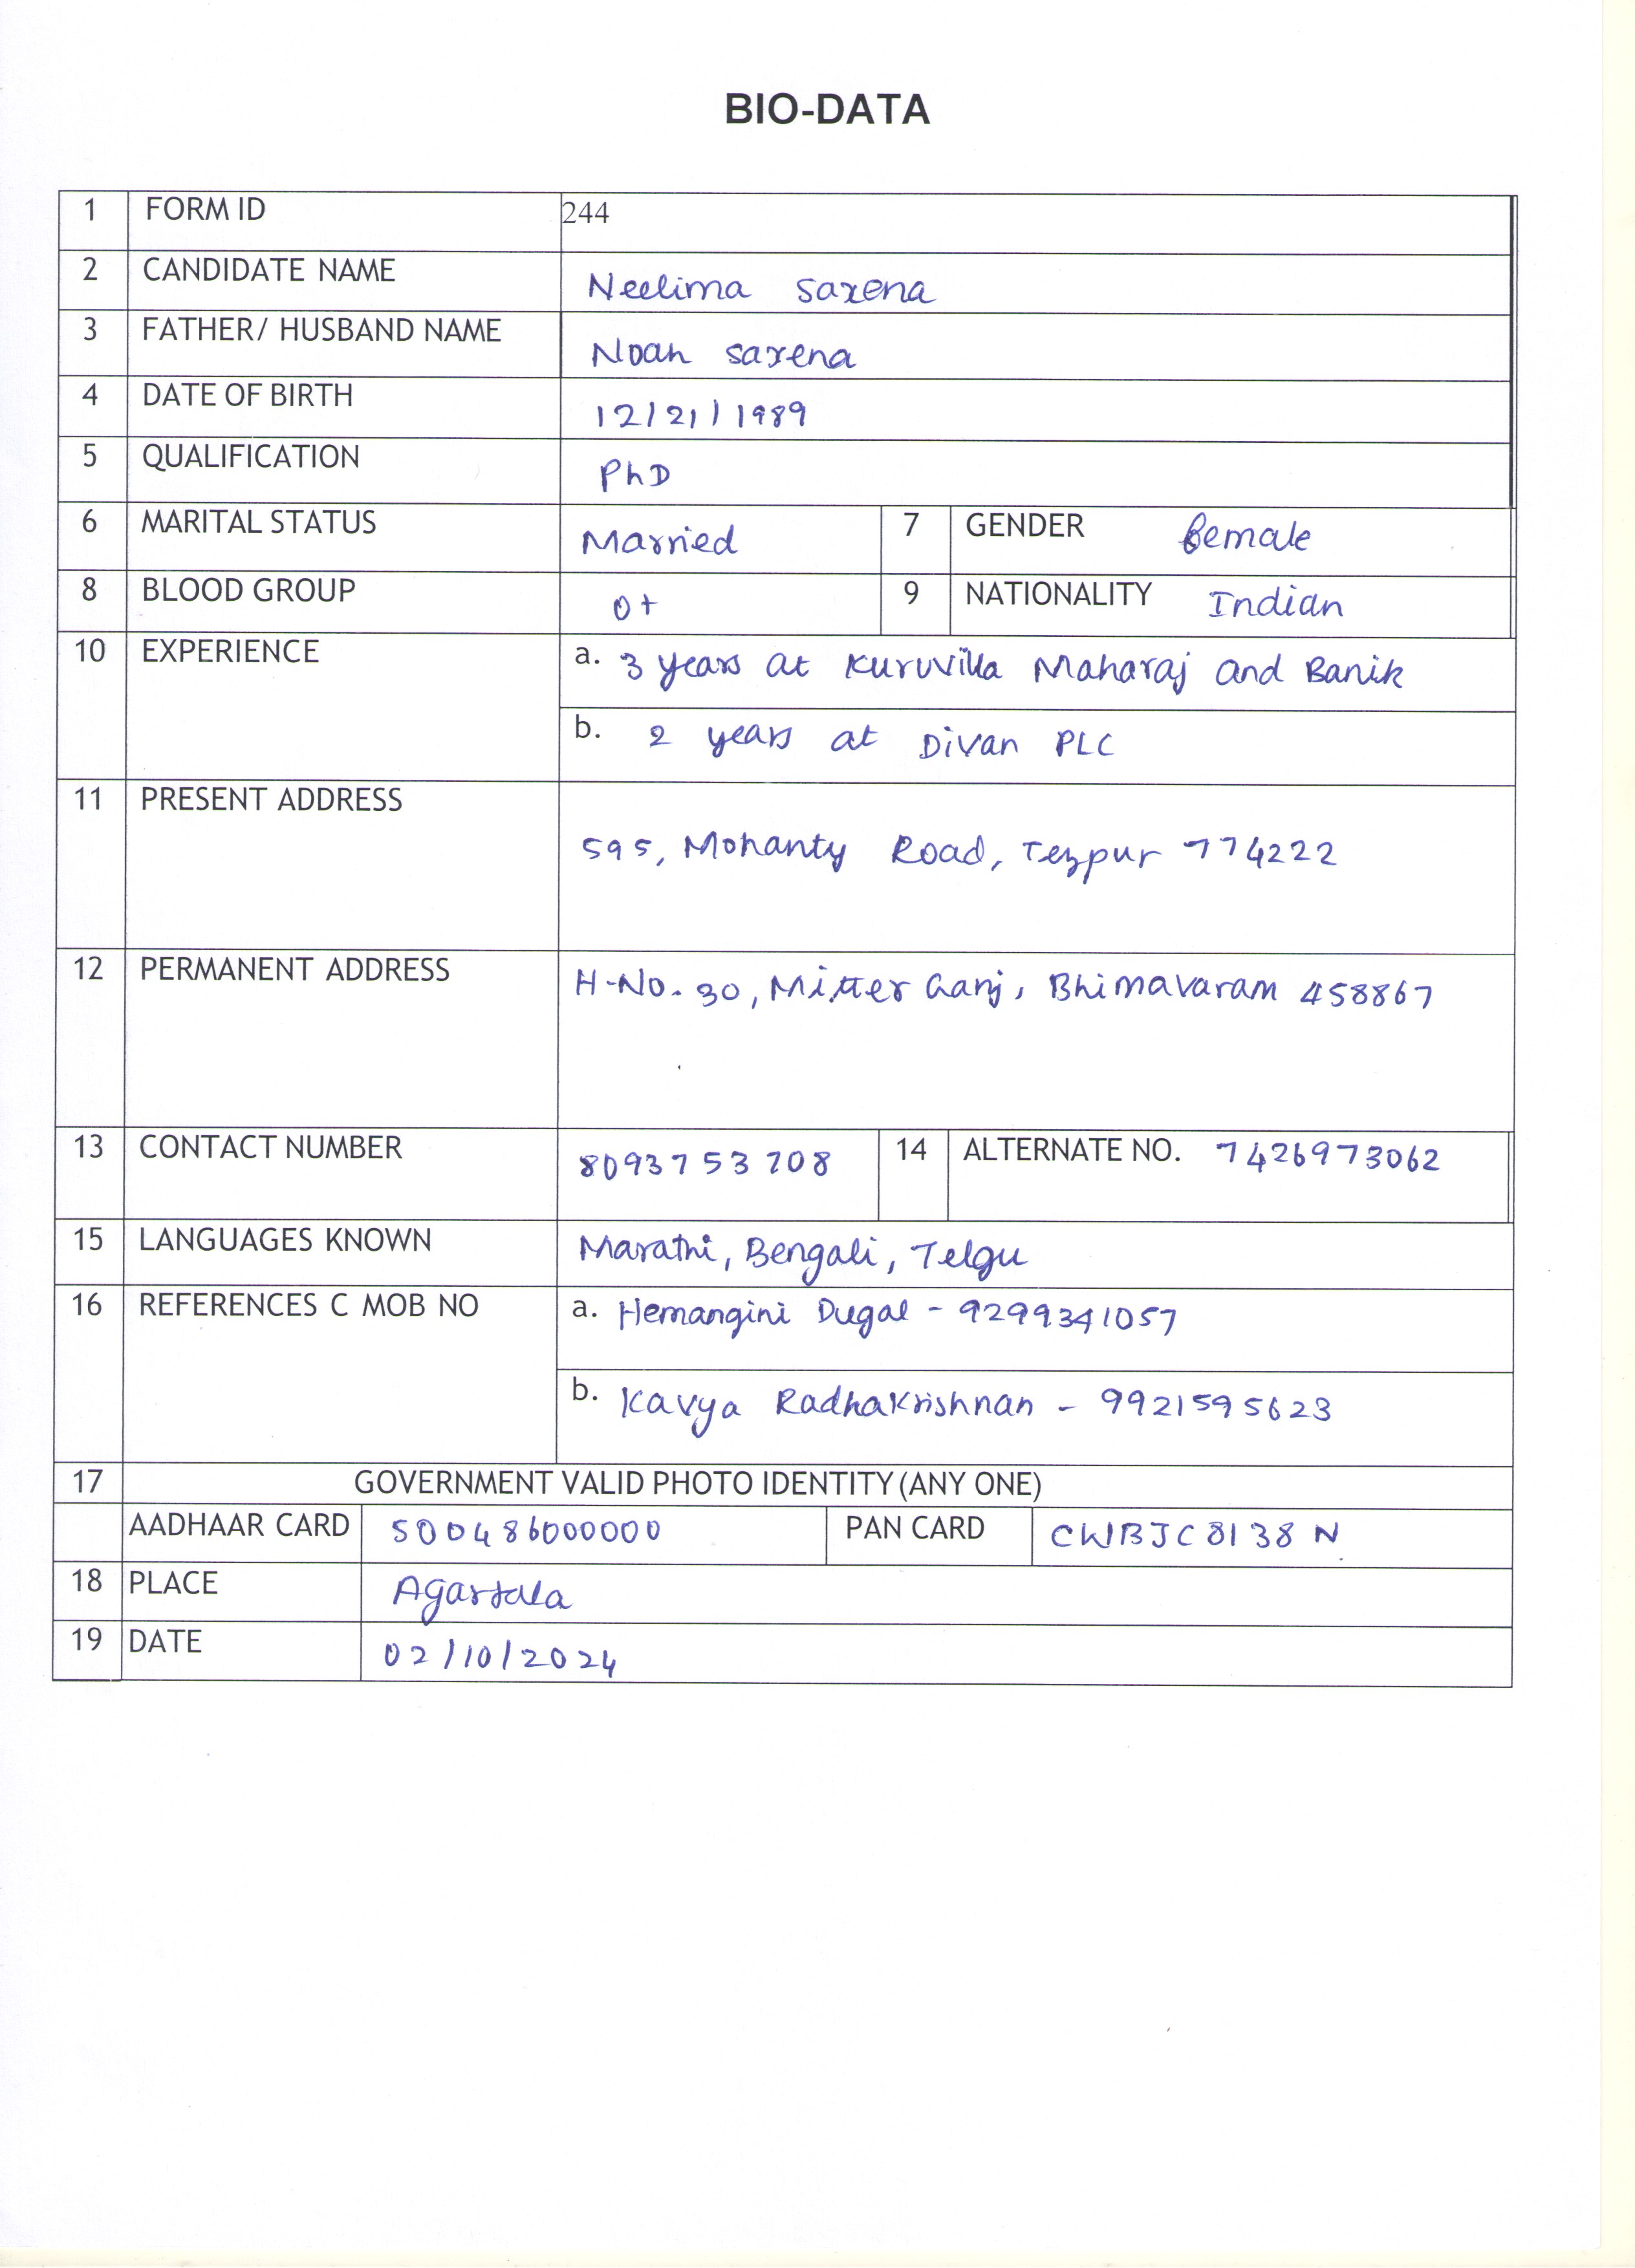 BIO-DATA
1 FORM ID 244
2 CANDIDATE NAME Neelima saxena
3 FATHER/ HUSBAND NAME Noah saxena
4 DATE OF BIRTH 12/21/1989
5 QUALIFICATION PhD
6 MARITAL STATUS Married 7 GENDER female
8 BLOOD GROUP O+ 9 NATIONALITY Indian
10 EXPERIENCE a. 3 years at Kuruvilla Maharaj and Banik
b. 2 years at Divan PLC
11 PRESENT ADDRESS
595, Mohanty Road, Tezpur 774222
12 PERMANENT ADDRESS H-No. 30, Mitter Ganj, Bhimavaram 458867
13 CONTACT NUMBER 8093753708 14 ALTERNATE NO. 7426973062
15 LANGUAGES KNOWN Marathi, Bengali, Telgu
16 REFERENCES C MOB NO a. Hemangini Dugal - 9299341057
b. Kavya Radhakrishnan - 9921595623
17 GOVERNMENT VALID PHOTO IDENTITY (ANY ONE)
AADHAAR CARD 500486000000 PAN CARD CWBJC8138N
18 PLACE Agartala
19 DATE 02/10/2024